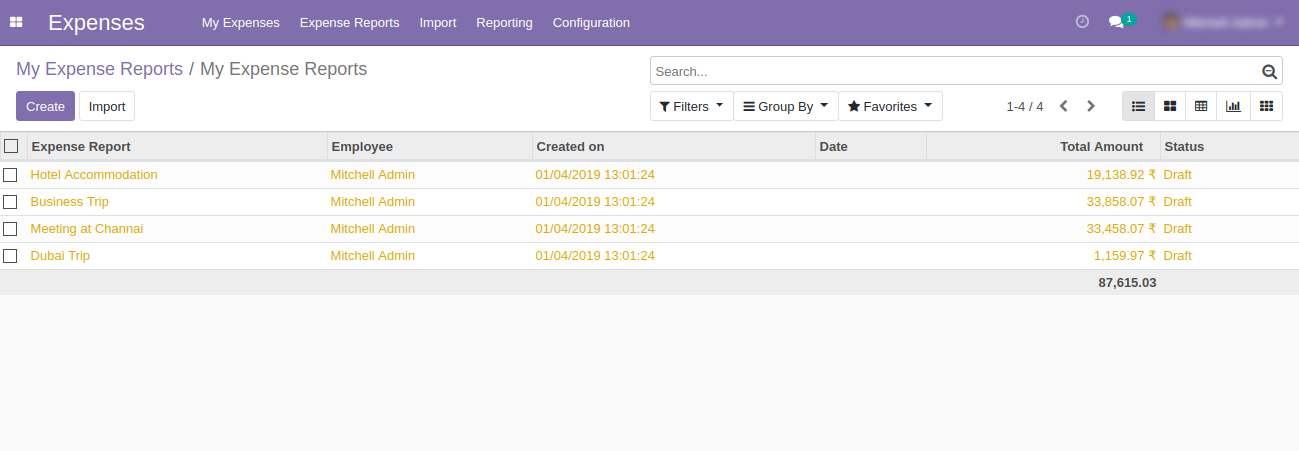 Expenses My Expenses Expense Reports Import Reporting Configuration 1
My Expense Reports / My Expense Reports
Search...
Create Import Filters Group By Favorites 1-4 / 4
Expense Report Employee Created on Date Total Amount Status
Hotel Accommodation Mitchell Admin 01/04/2019 13:01:24 19,138.92 ₹ Draft
Business Trip Mitchell Admin 01/04/2019 13:01:24 33,858.07 ₹ Draft
Meeting at Channai Mitchell Admin 01/04/2019 13:01:24 33,458.07 ₹ Draft
Dubai Trip Mitchell Admin 01/04/2019 13:01:24 1,159.97 ₹ Draft
87,615.03